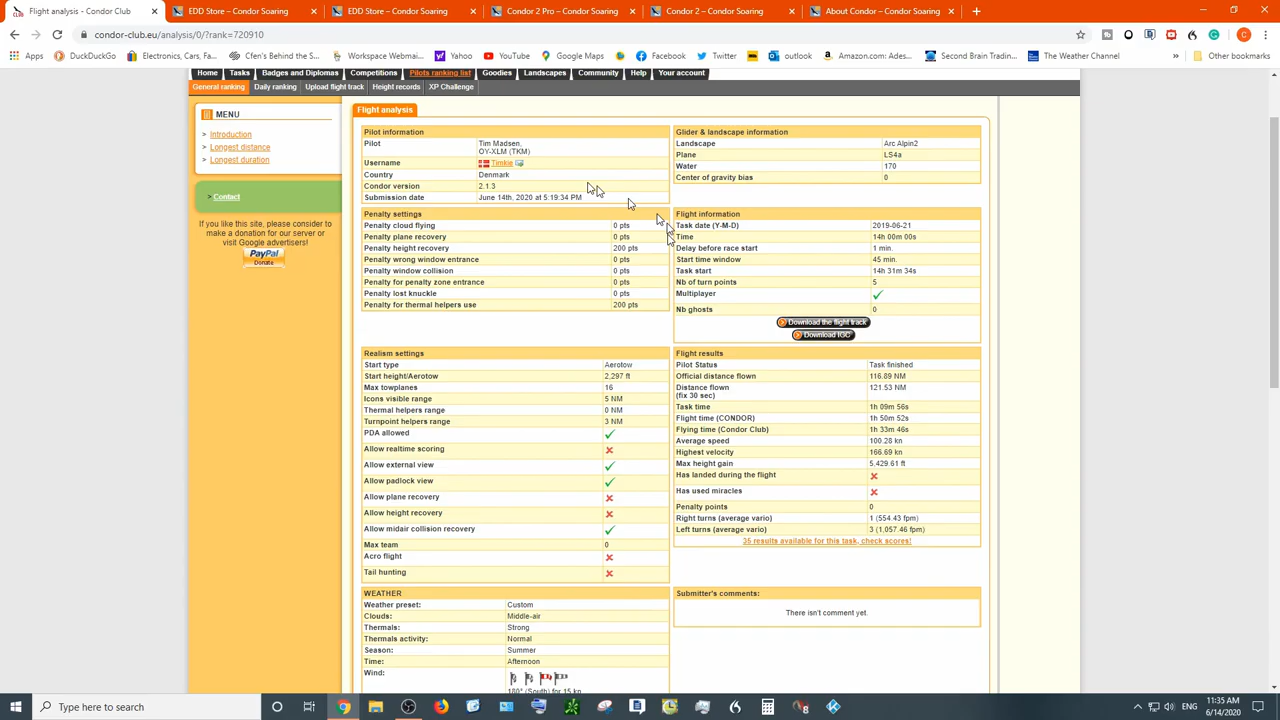 Flight analysis - Condor-Club
EDD Store – Condor Soaring
EDD Store – Condor Soaring
Condor 2 Pro – Condor Soaring
Condor 2 – Condor Soaring
About Condor – Condor Soaring
condor-club.eu/analysis/0/?rank=720910
Apps
DuckDuckGo
Electronics, Cars, Fa...
Cfen's Behind the S...
Workspace Webmai...
Yahoo
YouTube
Google Maps
Facebook
Twitter
outlook
Amazon.com: Ades...
Second Brain Tradin...
The Weather Channel
Other bookmarks
Home Tasks Badges and Diplomas Competitions Pilots ranking list Goodies Landscapes Community Help Your account
General ranking Daily ranking Upload flight track Height records XP Challenge
MENU
> Introduction
> Longest distance
> Longest duration
> Contact
If you like this site, please consider
to make a donation for our server or
visit Google advertisers!
PayPal
Donate
Flight analysis
Pilot information
Pilot Tim Madsen,
OY-XLM (TKM)
Username Timkie
Country Denmark
Condor version 2.1.3
Submission date June 14th, 2020 at 5:19:34 PM
Glider & landscape information
Landscape Arc Alpin2
Plane LS4a
Water 170
Center of gravity bias 0
Penalty settings
Penalty cloud flying 0 pts
Penalty plane recovery 0 pts
Penalty height recovery 200 pts
Penalty wrong window entrance 0 pts
Penalty window collision 0 pts
Penalty for penalty zone entrance 0 pts
Penalty lost knuckle 0 pts
Penalty for thermal helpers use 200 pts
Flight information
Task date (Y-M-D) 2019-06-21
Time 14h 00m 00s
Delay before race start 1 min.
Start time window 45 min.
Task start 14h 31m 34s
Nb of turn points 5
Multiplayer
Nb ghosts 0
Download the flight track
Download IGC
Realism settings
Start type Aerotow
Start height/Aerotow 2,297 ft
Max towplanes 16
Icons visible range 5 NM
Thermal helpers range 0 NM
Turnpoint helpers range 3 NM
PDA allowed
Allow realtime scoring
Allow external view
Allow padlock view
Allow plane recovery
Allow height recovery
Allow midair collision recovery
Max team 0
Acro flight
Tail hunting
Flight results
Pilot Status Task finished
Official distance flown 116.89 NM
Distance flown 121.53 NM
(fix 30 sec)
Task time 1h 09m 56s
Flight time (CONDOR) 1h 50m 52s
Flying time (Condor Club) 1h 33m 46s
Average speed 100.28 kn
Highest velocity 166.69 kn
Max height gain 5,429.61 ft
Has landed during the flight
Has used miracles
Penalty points 0
Right turns (average vario) 1 (554.43 fpm)
Left turns (average vario) 3 (1,057.46 fpm)
35 results available for this task, check scores!
WEATHER
Weather preset: Custom
Clouds: Middle-air
Thermals: Strong
Thermals activity: Normal
Season: Summer
Time: Afternoon
Wind:
180° (South) for 15 kn
Submitter's comments:
There isn't comment yet.
Type here to search
11:35 AM
6/14/2020